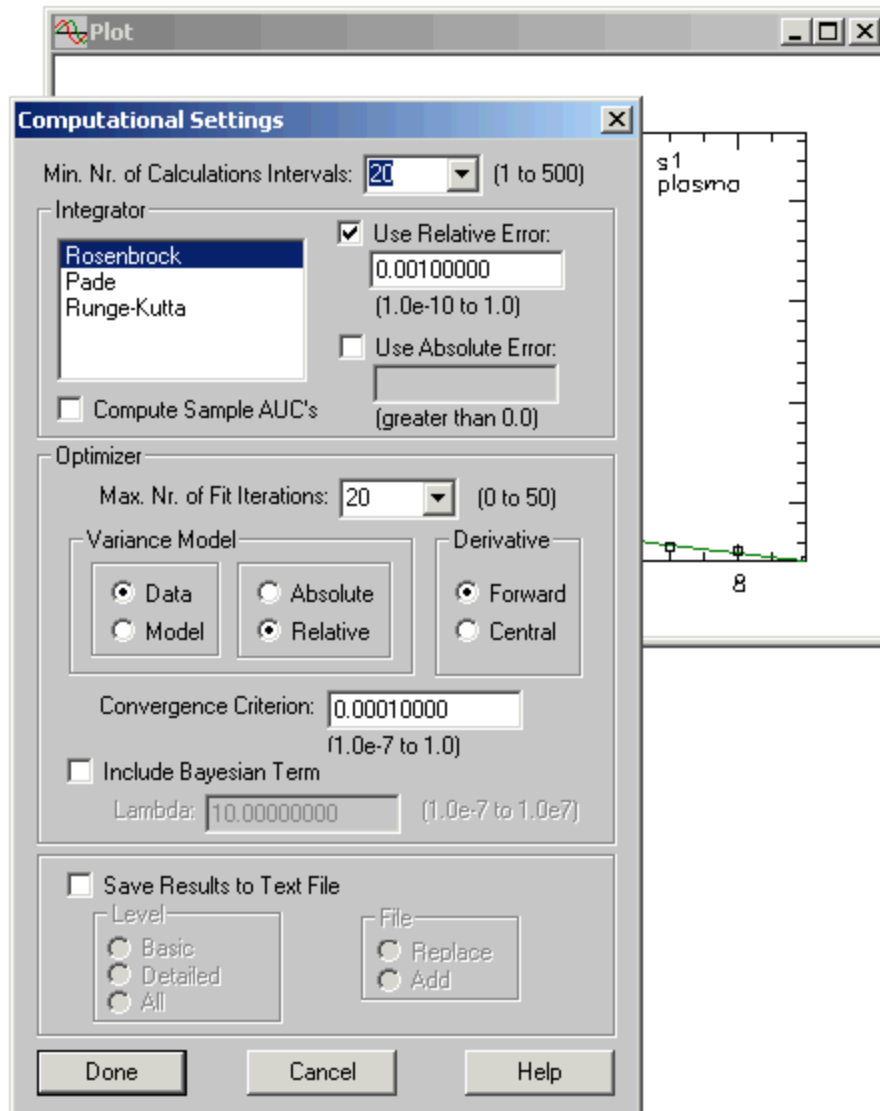 Plot
Computational Settings
Min. Nr. of Calculations Intervals: 20 (1 to 500)
Integrator
Rosenbrock
Pade
Runge-Kutta
Use Relative Error:
0.00100000
(1.0e-10 to 1.0)
Use Absolute Error:
(greater than 0.0)
Compute Sample AUC's
Optimizer
Max. Nr. of Fit Iterations: 20 (0 to 50)
Variance Model
Data
Model
Absolute
Relative
Derivative
Forward
Central
Convergence Criterion: 0.00010000
(1.0e-7 to 1.0)
Include Bayesian Term
Lambda: 10.00000000 (1.0e-7 to 1.0e7)
Save Results to Text File
Level
Basic
Detailed
All
File
Replace
Add
Done Cancel Help
s1
plasma
8